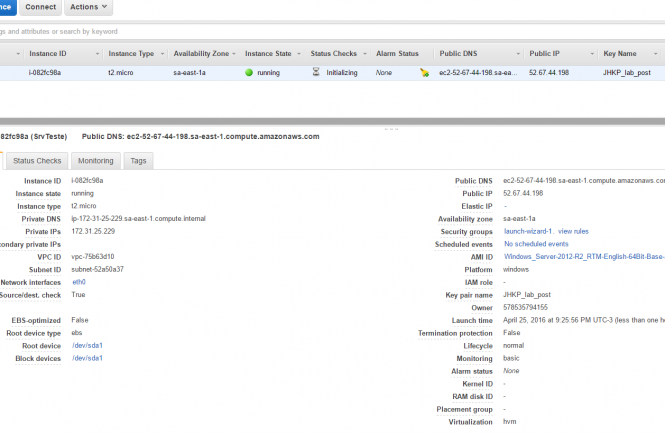 nce Connect Actions
gs and attributes or search by keyword
Instance ID Instance Type Availability Zone Instance State Status Checks Alarm Status Public DNS Public IP Key Name
i-082fc98a t2.micro sa-east-1a running Initializing None ec2-52-67-44-198.sa-ea... 52.67.44.198 JHKP_lab_post
82fc98a (SrvTeste) Public DNS: ec2-52-67-44-198.sa-east-1.compute.amazonaws.com
Status Checks Monitoring Tags
Instance ID i-082fc98a
Instance state running
Instance type t2.micro
Private DNS ip-172-31-25-229.sa-east-1.compute.internal
Private IPs 172.31.25.229
condary private IPs
VPC ID vpc-75b63d10
Subnet ID subnet-52a50a37
Network interfaces eth0
Source/dest. check True
EBS-optimized False
Root device type ebs
Root device /dev/sda1
Block devices /dev/sda1
Public DNS ec2-52-67-44-198.sa-east-1.compute.amazonaws.com
Public IP 52.67.44.198
Elastic IP -
Availability zone sa-east-1a
Security groups launch-wizard-1. view rules
Scheduled events No scheduled events
AMI ID Windows_Server-2012-R2_RTM-English-64Bit-Base-
Platform windows
IAM role -
Key pair name JHKP_lab_post
Owner 578535794155
Launch time April 25, 2016 at 9:25:56 PM UTC-3 (less than one ho
Termination protection False
Lifecycle normal
Monitoring basic
Alarm status None
Kernel ID -
RAM disk ID -
Placement group -
Virtualization hvm